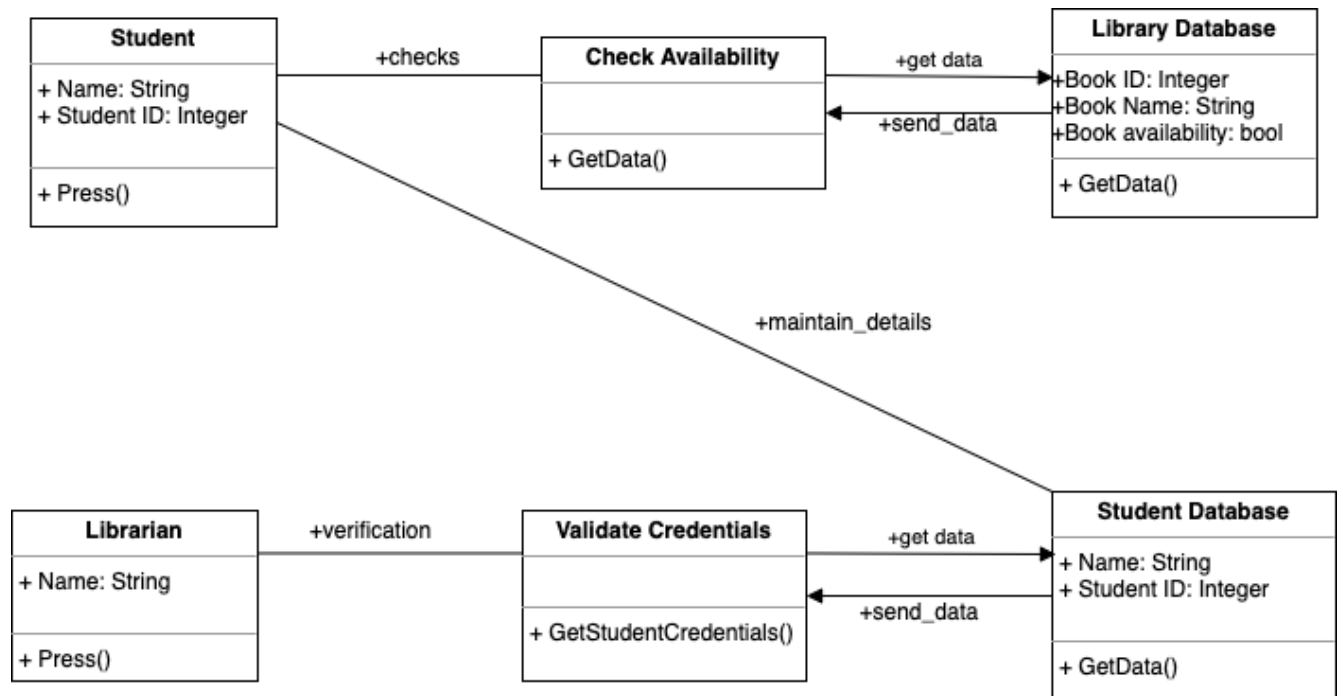 Student
+ Name: String
+ Student ID: Integer
+ Press()
+checks
Check Availability
+ GetData()
+get data
+send_data
Library Database
+Book ID: Integer
+Book Name: String
+Book availability: bool
+ GetData()
+maintain_details
Librarian
+ Name: String
+ Press()
+verification
Validate Credentials
+ GetStudentCredentials()
+get data
+send_data
Student Database
+ Name: String
+ Student ID: Integer
+ GetData()